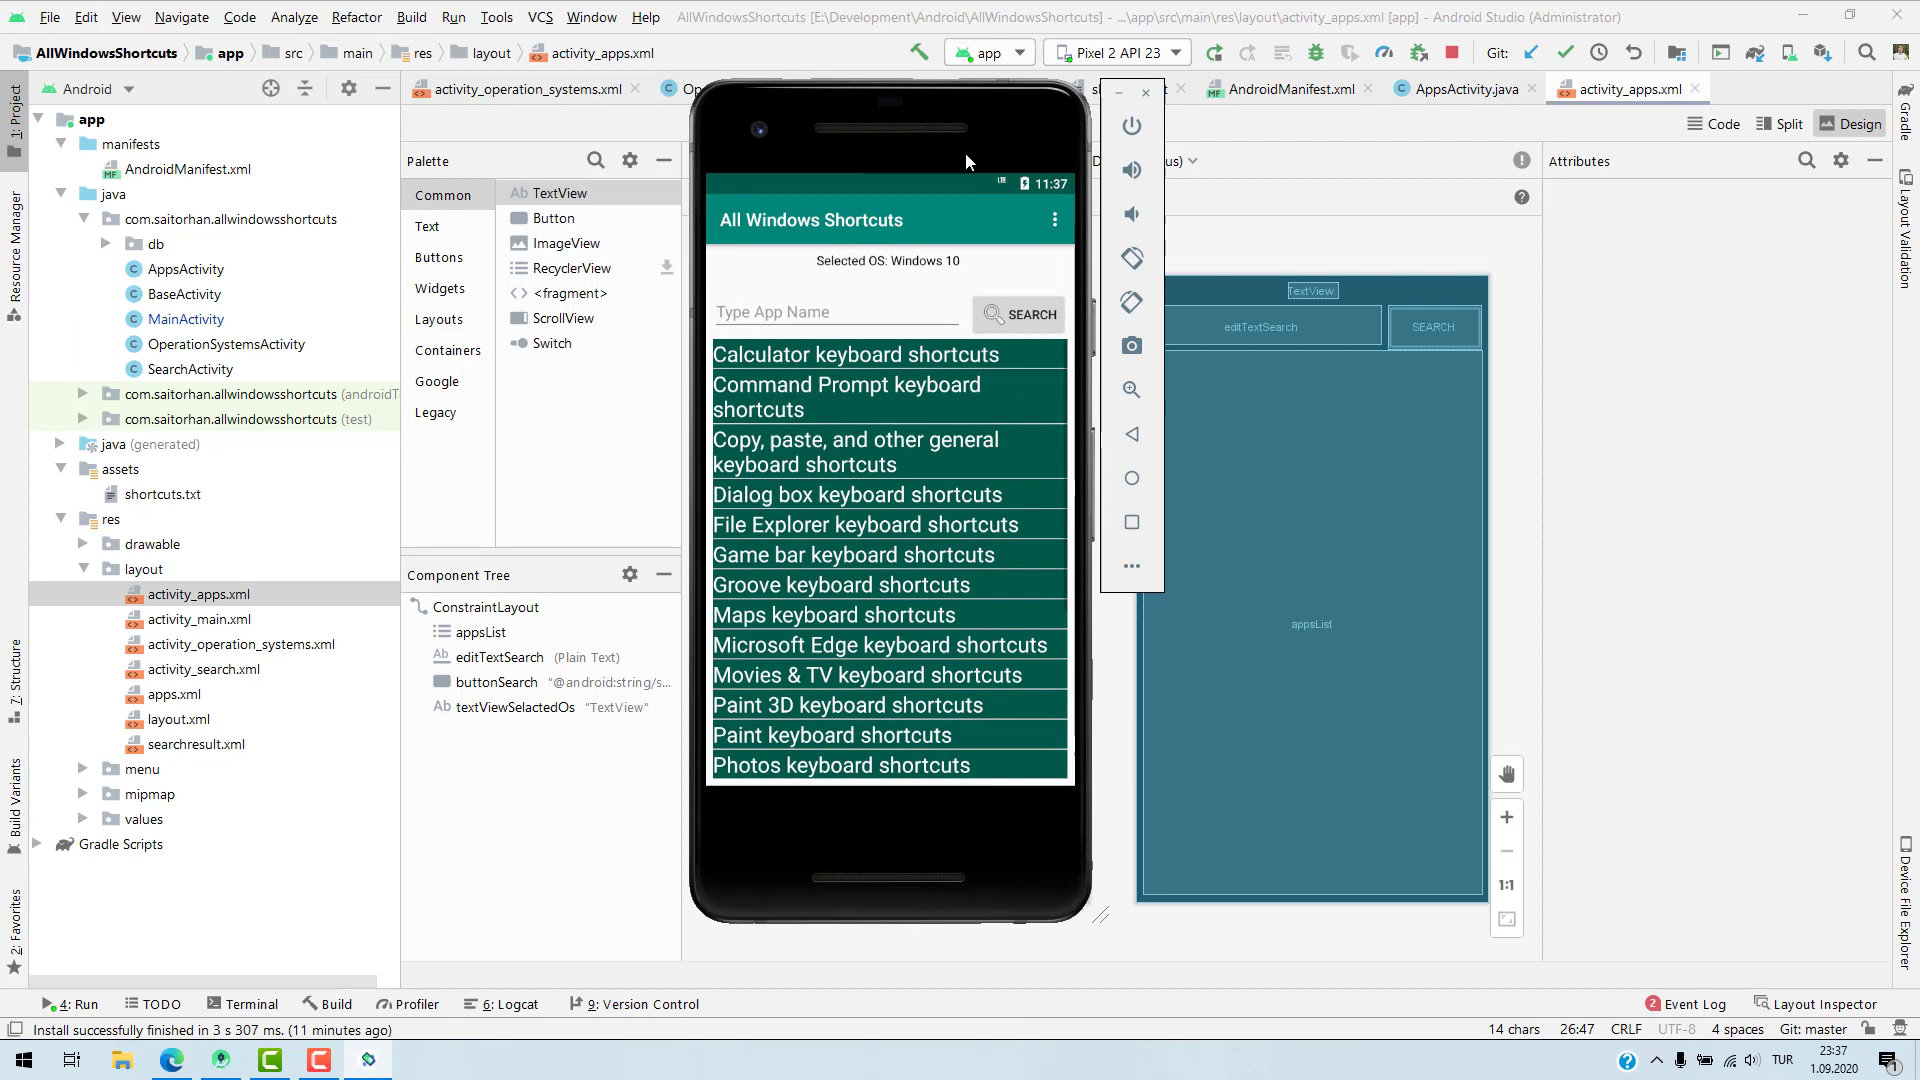 File Edit View Navigate Code Analyze Refactor Build Run Tools VCS Window Help AllWindowsShortcuts [E:\Development\Android\AllWindowsShortcuts] - ...\app\src\main\res\layout\activity_apps.xml [app] - Android Studio (Administrator)
AllWindowsShortcuts app src main res layout activity_apps.xml app Pixel 2 API 23 Git:
Android activity_operation_systems.xml AndroidManifest.xml AppsActivity.java activity_apps.xml
Code Split Design
1: Project
Resource Manager
7: Structure
Build Variants
2: Favorites
app
manifests
AndroidManifest.xml
java
com.saitorhan.allwindowsshortcuts
db
AppsActivity
BaseActivity
MainActivity
OperationSystemsActivity
SearchActivity
com.saitorhan.allwindowsshortcuts (androidT
com.saitorhan.allwindowsshortcuts (test)
java (generated)
assets
shortcuts.txt
res
drawable
layout
activity_apps.xml
activity_main.xml
activity_operation_systems.xml
activity_search.xml
apps.xml
layout.xml
searchresult.xml
menu
mipmap
values
Gradle Scripts
Palette
Common
Text
Buttons
Widgets
Layouts
Containers
Google
Legacy
Ab TextView
Button
ImageView
RecyclerView
<fragment>
ScrollView
Switch
Component Tree
ConstraintLayout
appsList
Ab editTextSearch (Plain Text)
buttonSearch "@android:string/s...
Ab textViewSelactedOs "TextView"
LTE 11:37
All Windows Shortcuts
Selected OS: Windows 10
Type App Name SEARCH
Calculator keyboard shortcuts
Command Prompt keyboard
shortcuts
Copy, paste, and other general
keyboard shortcuts
Dialog box keyboard shortcuts
File Explorer keyboard shortcuts
Game bar keyboard shortcuts
Groove keyboard shortcuts
Maps keyboard shortcuts
Microsoft Edge keyboard shortcuts
Movies & TV keyboard shortcuts
Paint 3D keyboard shortcuts
Paint keyboard shortcuts
Photos keyboard shortcuts
TextView
editTextSearch SEARCH
appsList
1:1
Attributes
Gradle
Layout Validation
Device File Explorer
4: Run TODO Terminal Build Profiler 6: Logcat 9: Version Control 2 Event Log Layout Inspector
Install successfully finished in 3 s 307 ms. (11 minutes ago) 14 chars 26:47 CRLF UTF-8 4 spaces Git: master
TUR 23:37
1.09.2020 1